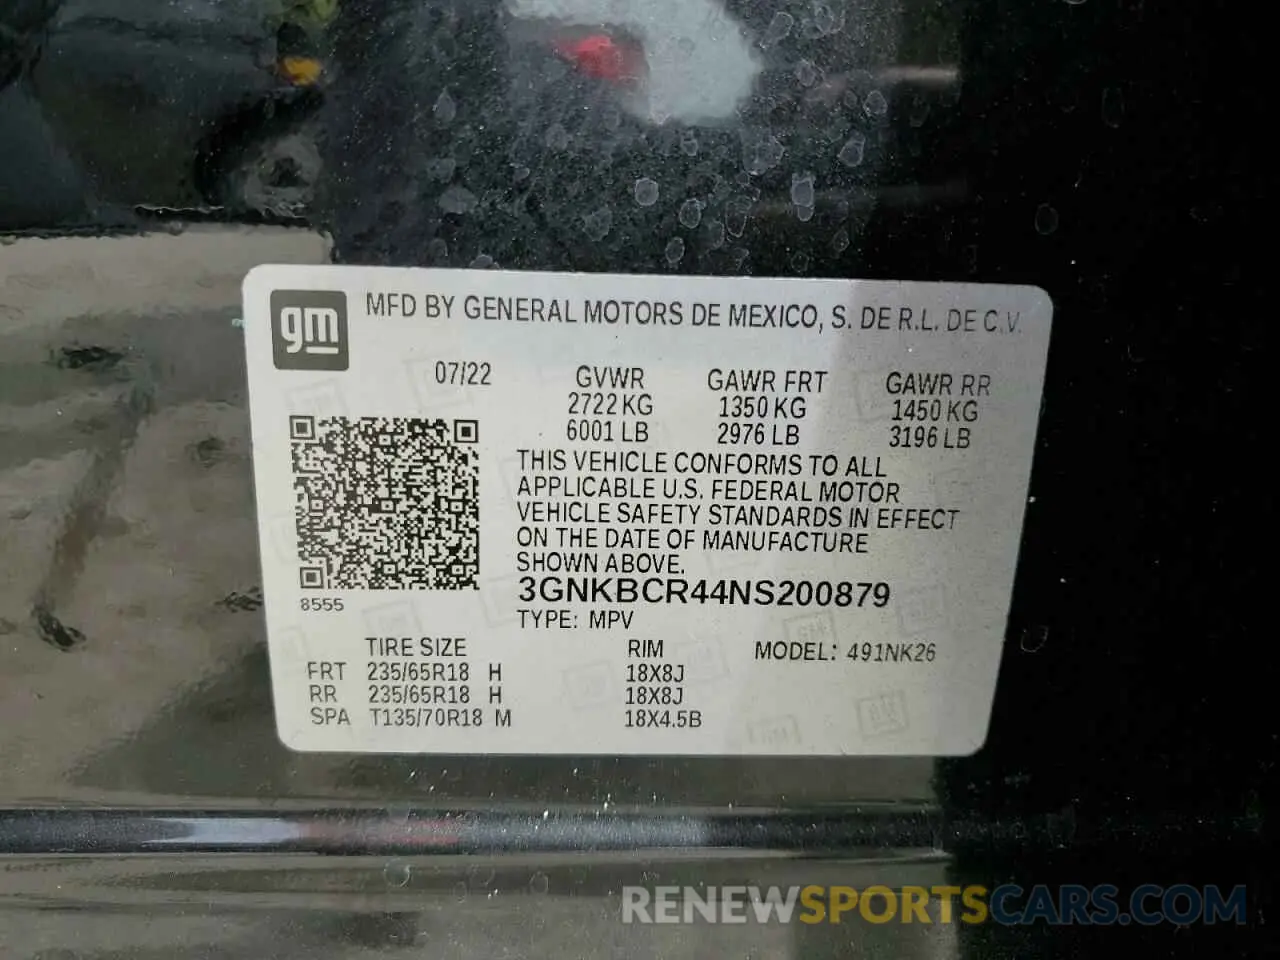 gm
MFD BY GENERAL MOTORS DE MEXICO, S. DE R.L. DE C.V.
07/22
GVWR GAWR FRT GAWR RR
2722 KG 1350 KG 1450 KG
6001 LB 2976 LB 3196 LB
THIS VEHICLE CONFORMS TO ALL
APPLICABLE U.S. FEDERAL MOTOR
VEHICLE SAFETY STANDARDS IN EFFECT
ON THE DATE OF MANUFACTURE
SHOWN ABOVE.
3GNKBCR44NS200879
8555
TYPE: MPV
TIRE SIZE RIM MODEL: 491NK26
FRT 235/65R18 H 18X8J
RR 235/65R18 H 18X8J
SPA T135/70R18 M 18X4.5B
RENEWSPORTSCARS.COM